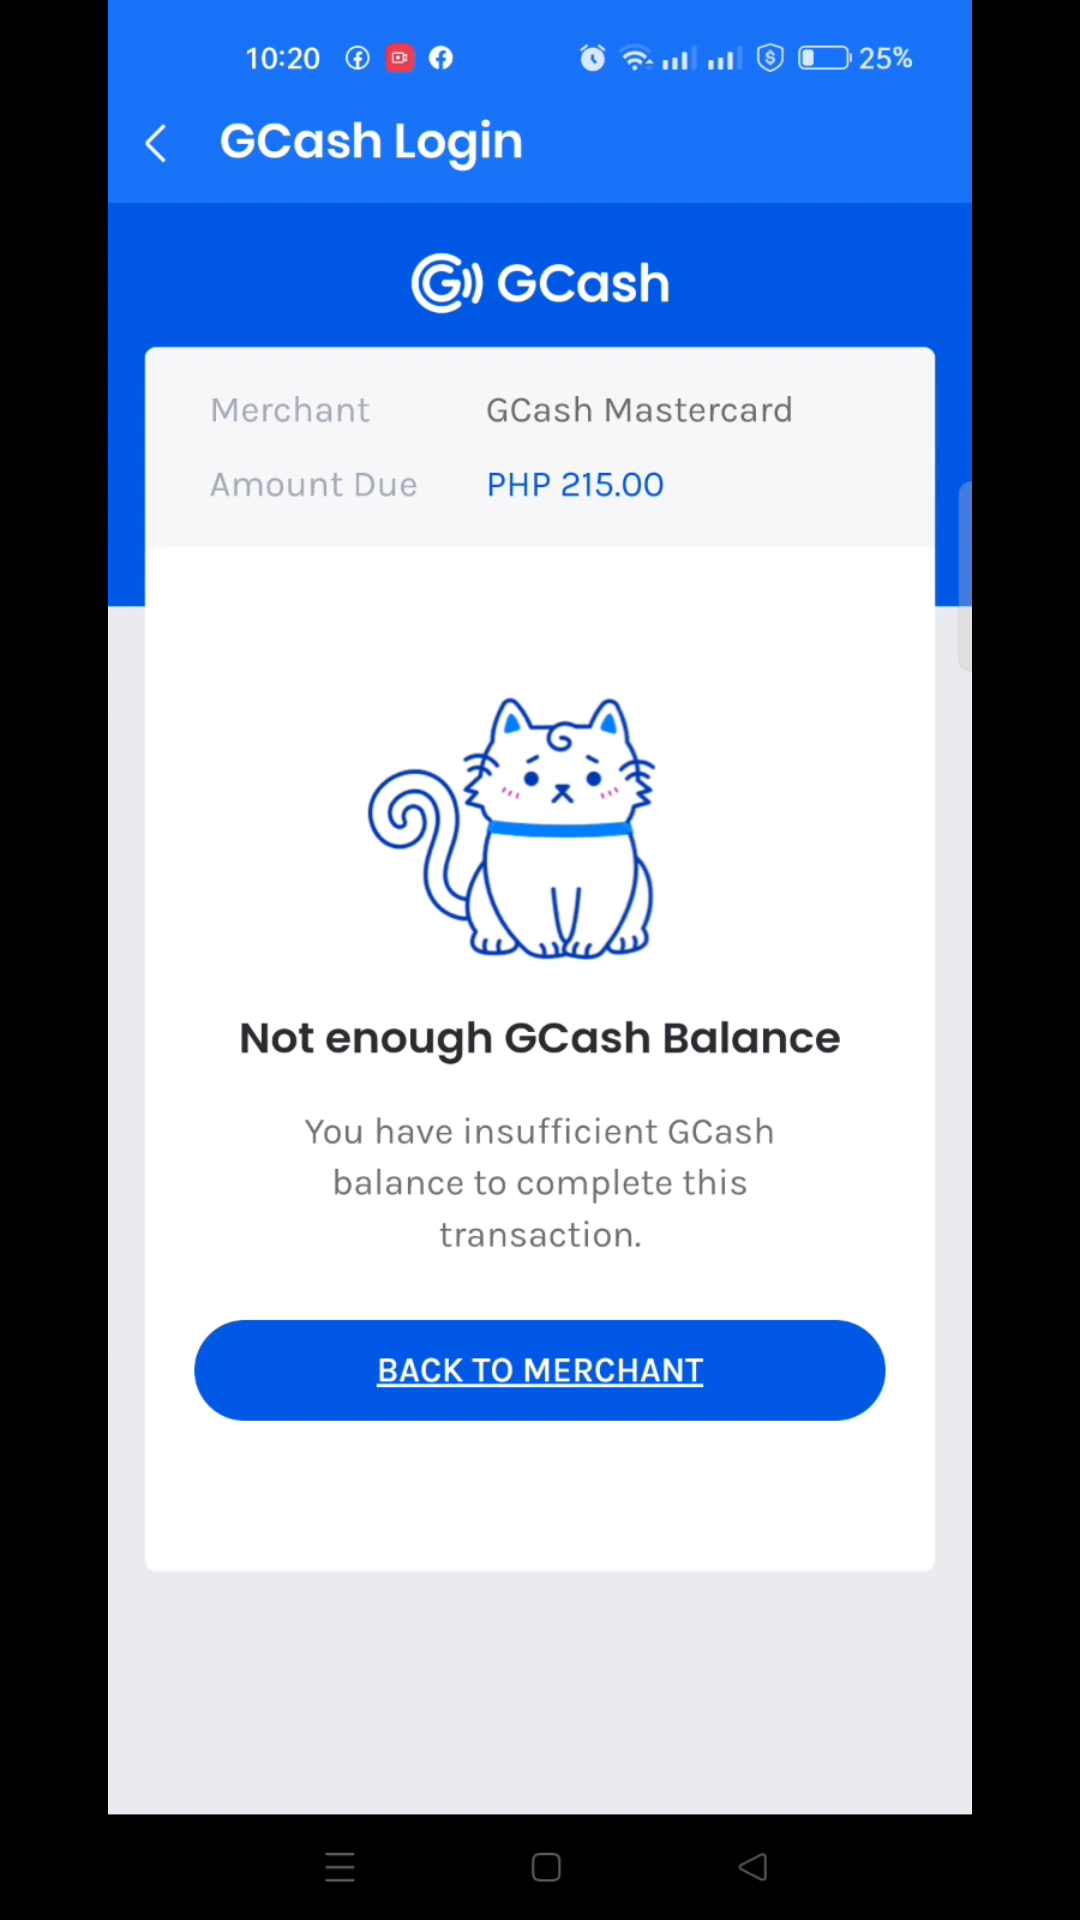 10:20
25%
GCash Login
GCash
Merchant GCash Mastercard
Amount Due PHP 215.00
Not enough GCash Balance
You have insufficient GCash
balance to complete this
transaction.
BACK TO MERCHANT